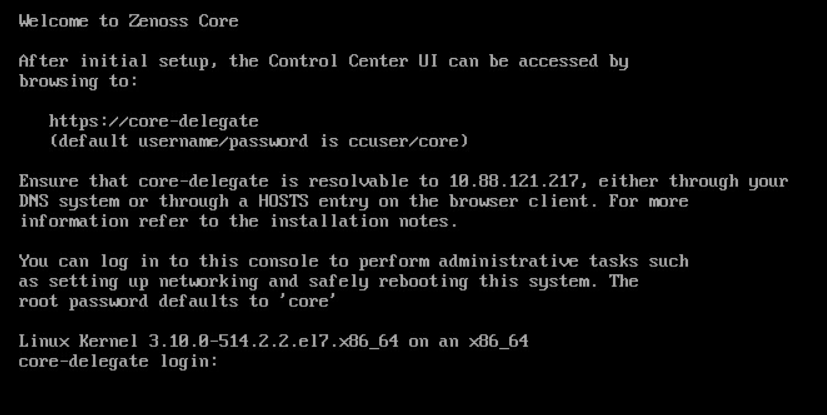 Welcome to Zenoss Core
After initial setup, the Control Center UI can be accessed by
browsing to:
https://core-delegate
(default username/password is ccuser/core)
Ensure that core-delegate is resolvable to 10.88.121.217, either through your
DNS system or through a HOSTS entry on the browser client. For more
information refer to the installation notes.
You can log in to this console to perform administrative tasks such
as setting up networking and safely rebooting this system. The
root password defaults to 'core'
Linux Kernel 3.10.0-514.2.2.el7.x86_64 on an x86_64
core-delegate login: